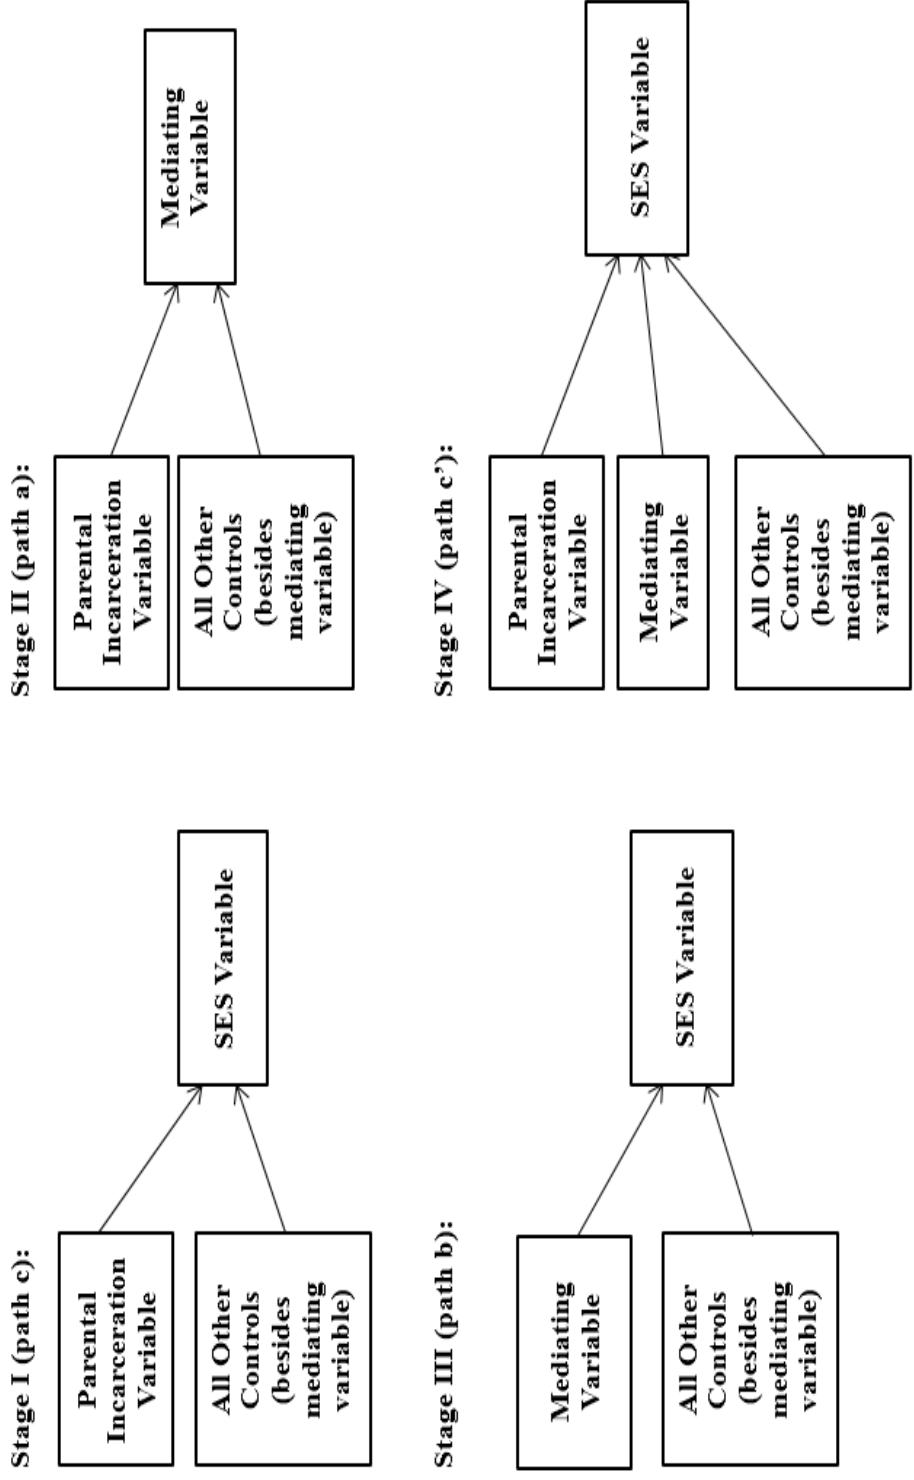 Stage I (path c):
Parental
Incarceration
Variable
All Other
Controls
(besides
mediating
variable)
SES Variable
Stage II (path a):
Parental
Incarceration
Variable
All Other
Controls
(besides
mediating
variable)
Mediating
Variable
Stage III (path b):
Mediating
Variable
All Other
Controls
(besides
mediating
variable)
SES Variable
Stage IV (path c’):
Parental
Incarceration
Variable
Mediating
Variable
All Other
Controls
(besides
mediating
variable)
SES Variable